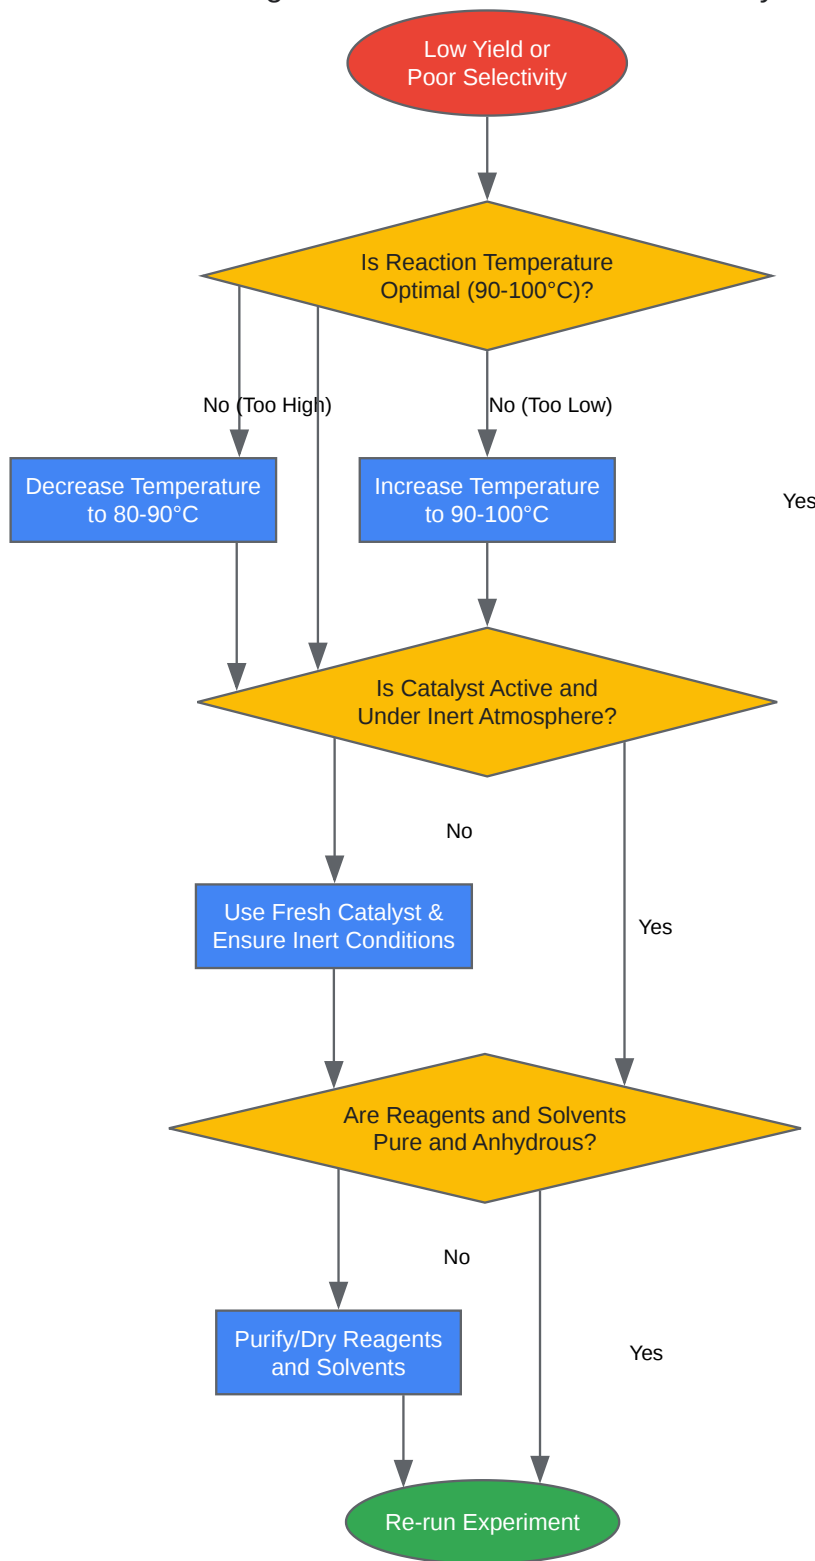 Low Yield or
Poor Selectivity
Is Reaction Temperature
Optimal (90-100°C)?
No (Too High)
No (Too Low)
Decrease Temperature
to 80-90°C
Increase Temperature
to 90-100°C
Yes
Is Catalyst Active and
Under Inert Atmosphere?
No
Use Fresh Catalyst &
Ensure Inert Conditions
Yes
Are Reagents and Solvents
Pure and Anhydrous?
No
Purify/Dry Reagents
and Solvents
Yes
Re-run Experiment